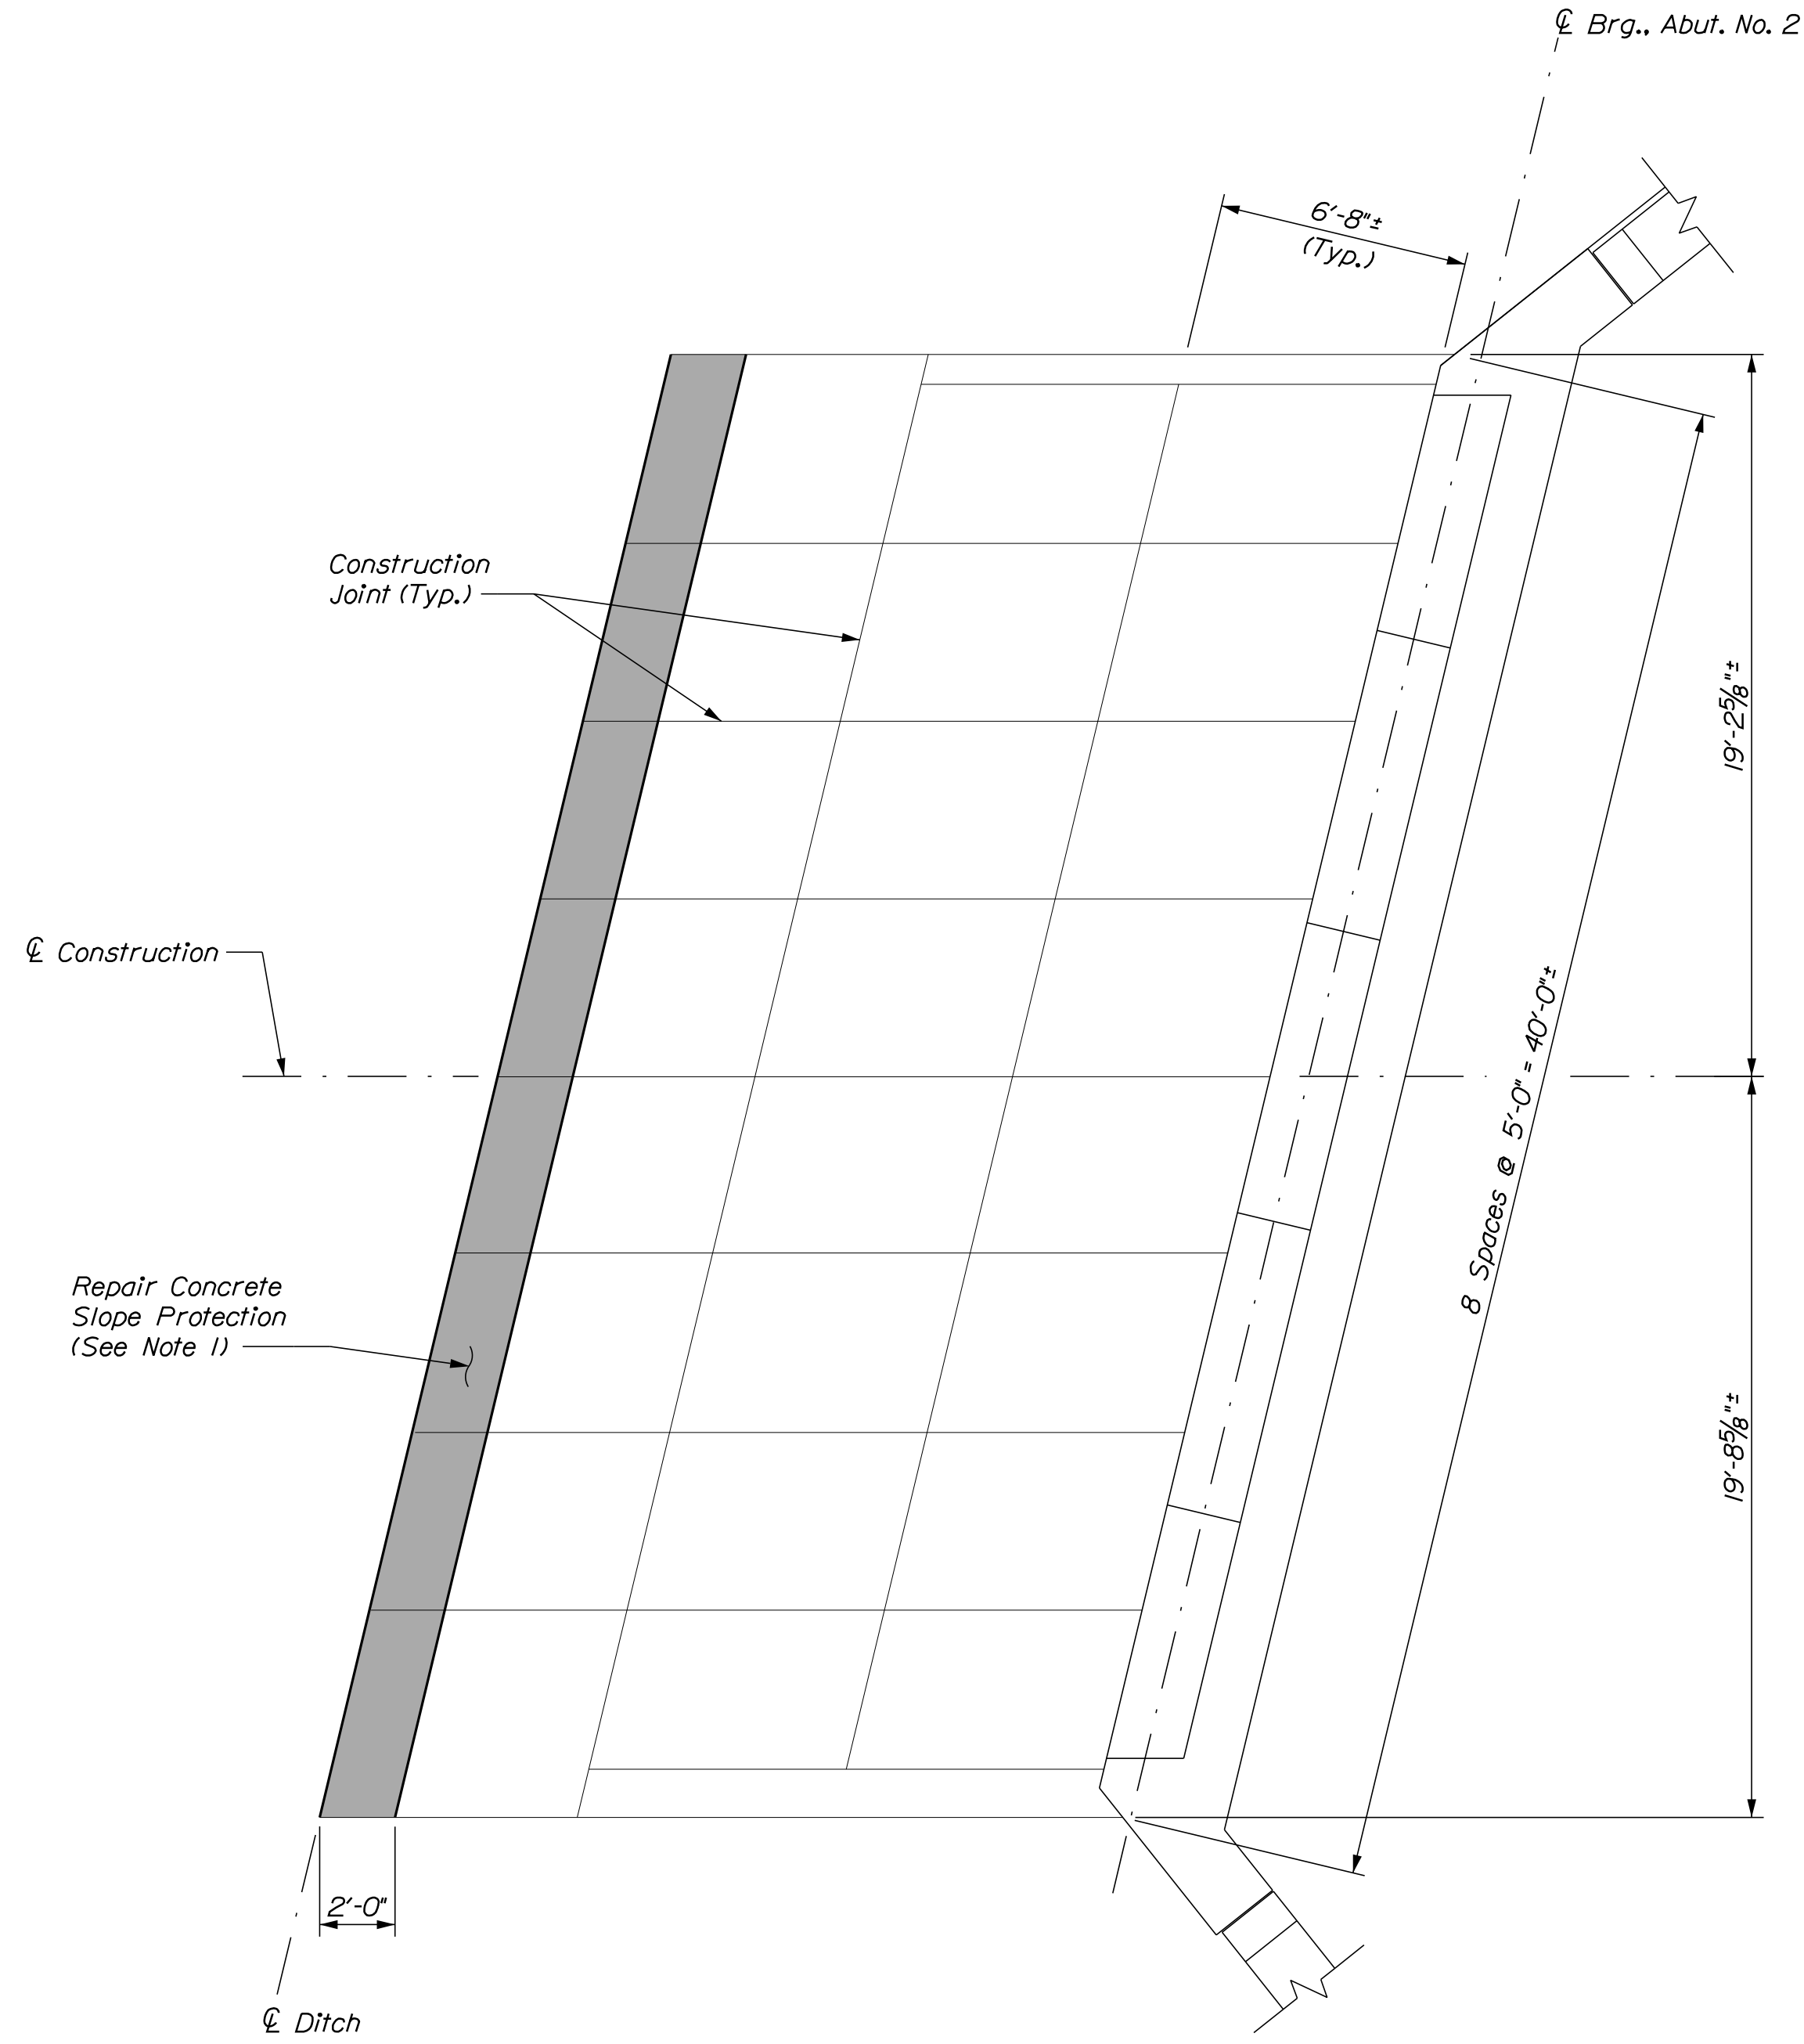 ℄ Brg., Abut. No. 2
6'-8"±
(Typ.)
Construction
Joint (Typ.)
19'-2⅝"±
℄ Construction
8 Spaces @ 5'-0" = 40'-0"±
Repair Concrete
Slope Protection
(See Note 1)
19'-8⅝"±
2'-0"
℄ Ditch